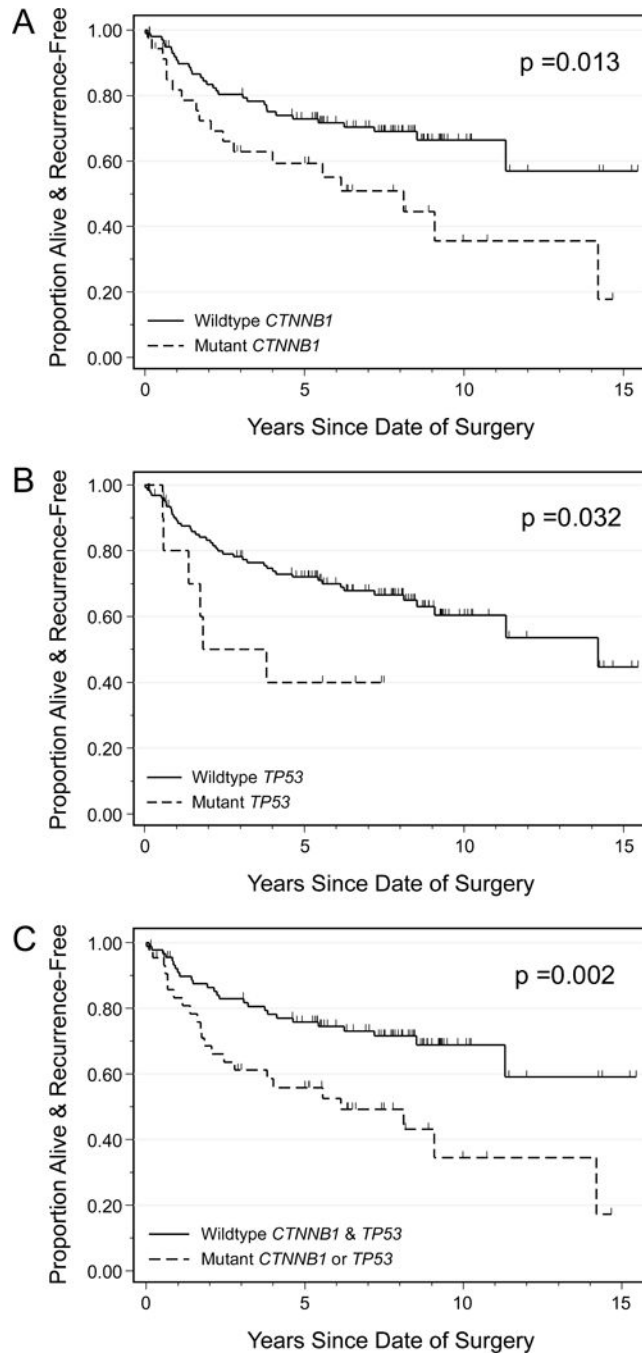 A
Proportion Alive & Recurrence-Free
1.00
0.80
0.60
0.40
0.20
0.00
p =0.013
Wildtype CTNNB1
Mutant CTNNB1
0 5 10 15
Years Since Date of Surgery
B
Proportion Alive & Recurrence-Free
1.00
0.80
0.60
0.40
0.20
0.00
p =0.032
Wildtype TP53
Mutant TP53
0 5 10 15
Years Since Date of Surgery
C
Proportion Alive & Recurrence-Free
1.00
0.80
0.60
0.40
0.20
0.00
p =0.002
Wildtype CTNNB1 & TP53
Mutant CTNNB1 or TP53
0 5 10 15
Years Since Date of Surgery